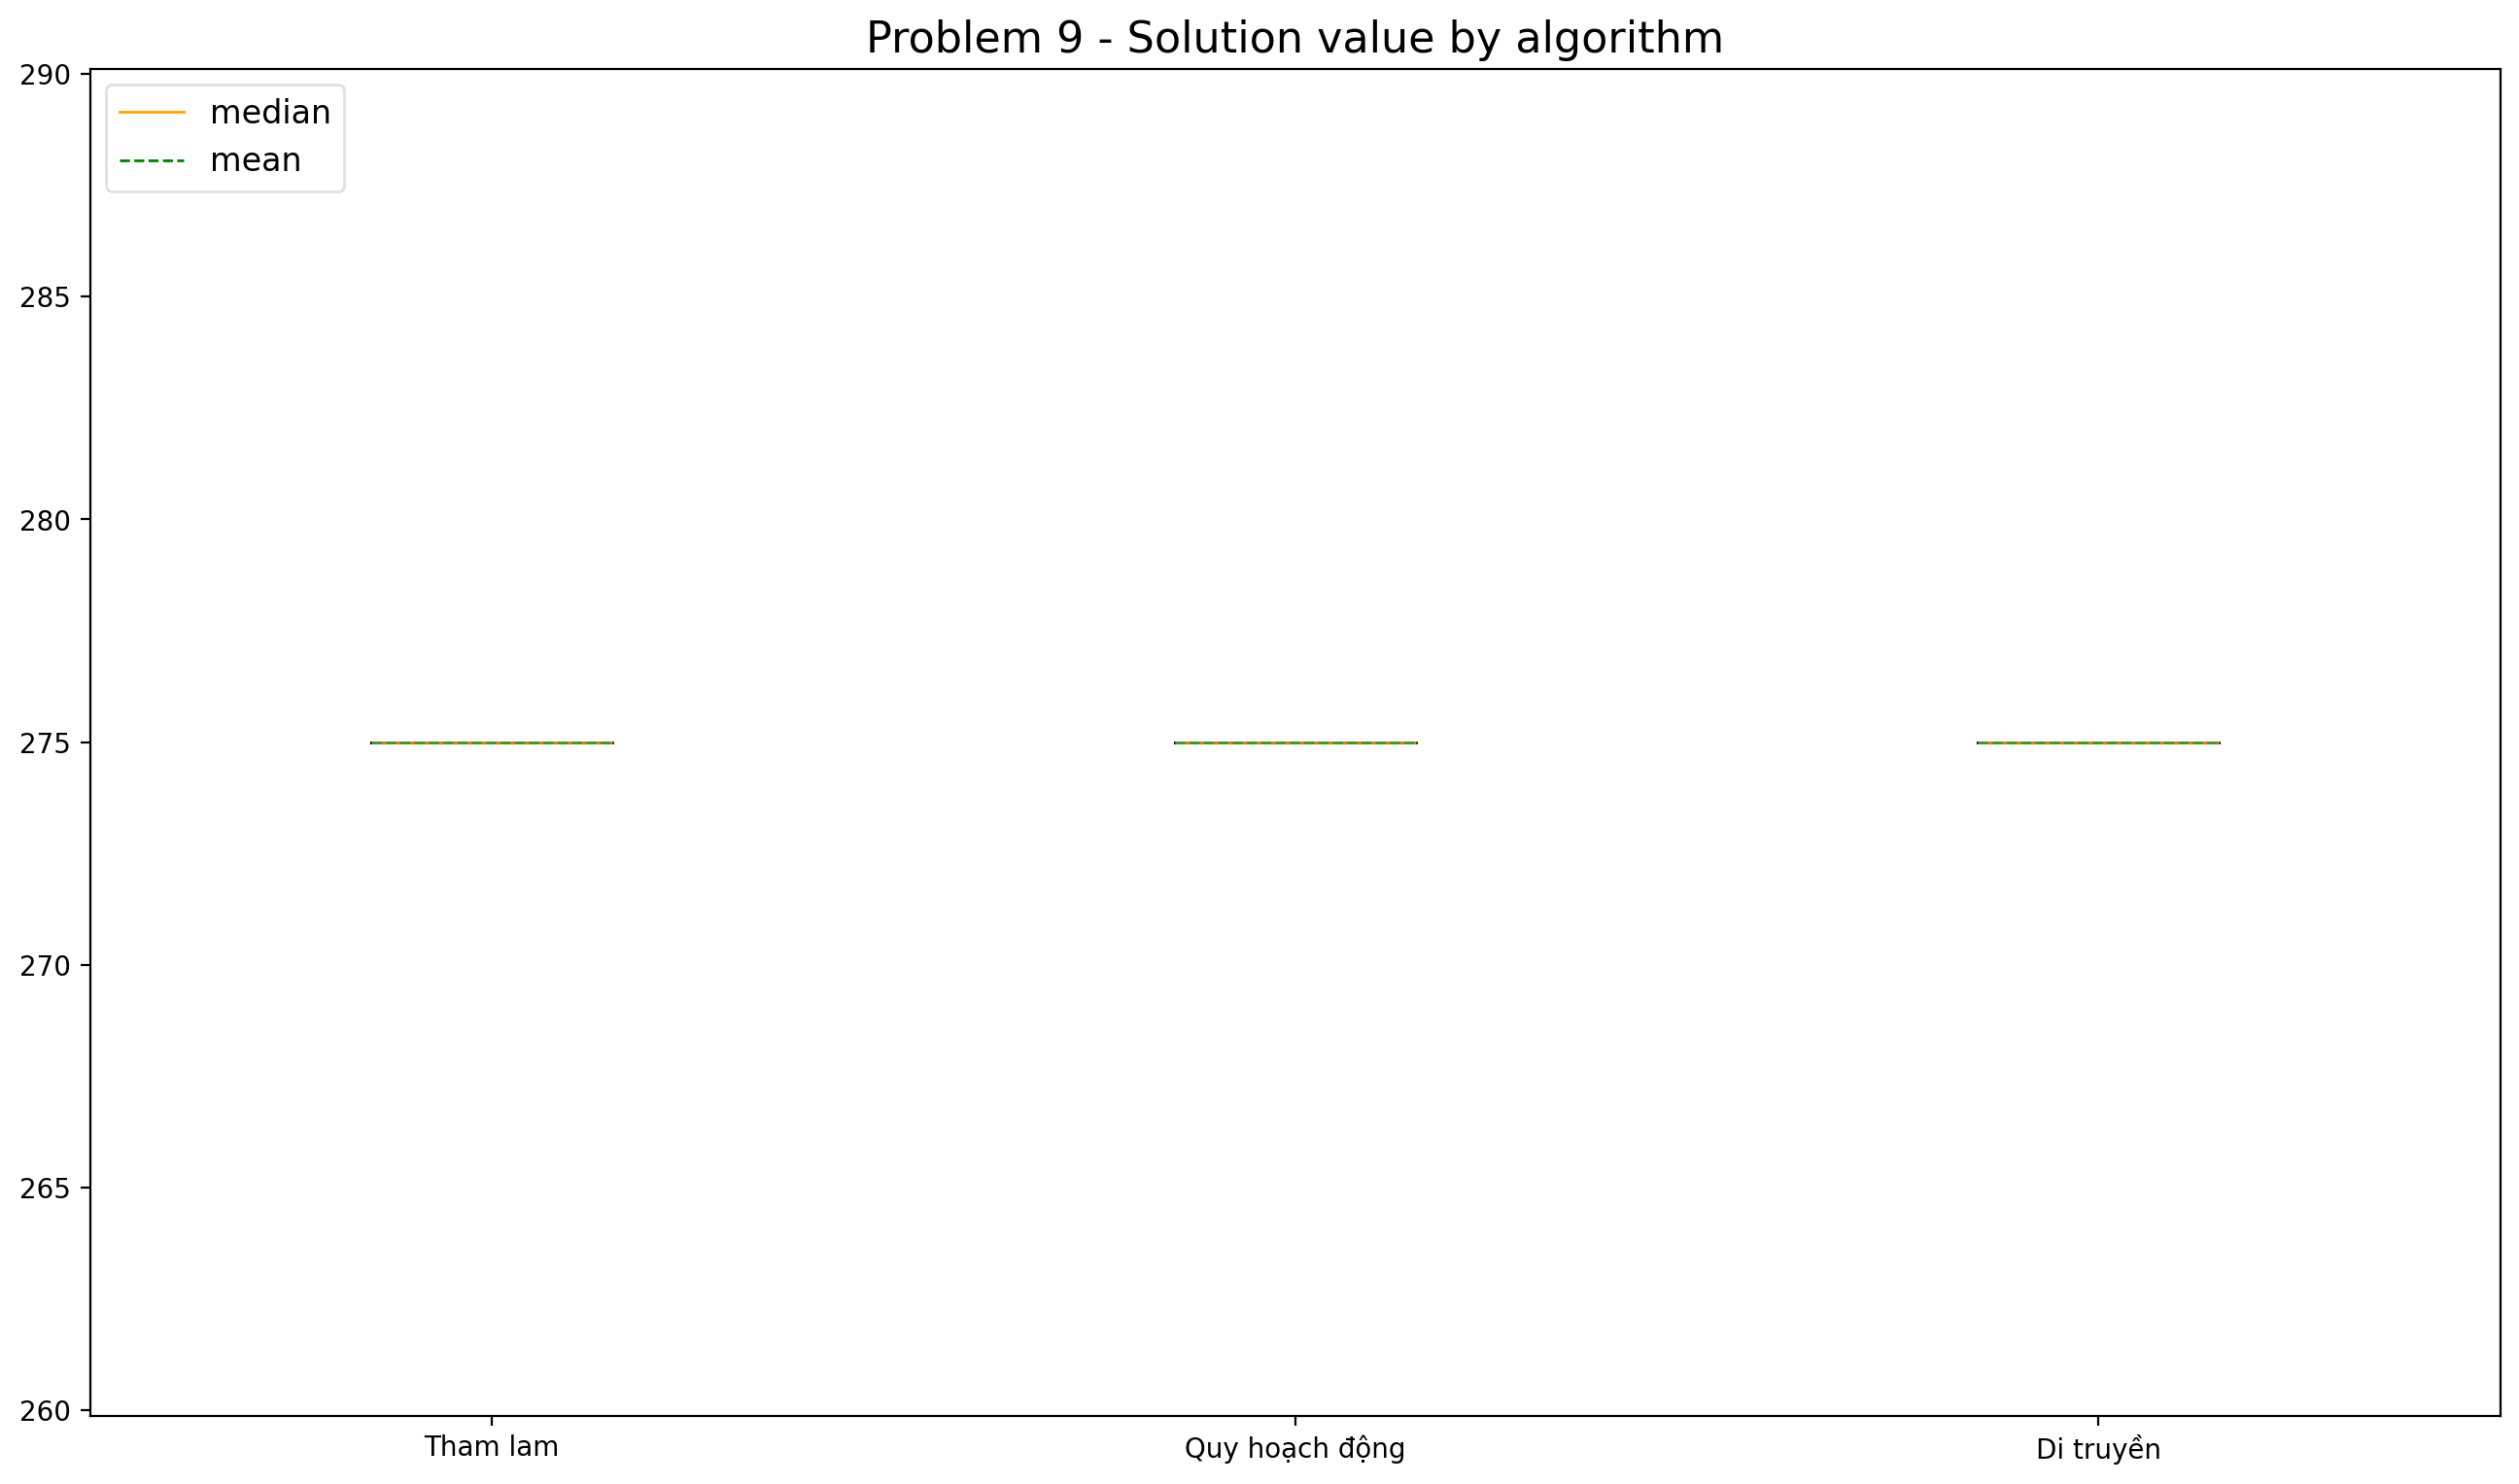 Problem 9 - Solution value by algorithm
290
median
mean
285
280
275
270
265
260
Tham lam
Quy hoạch động
Di truyền